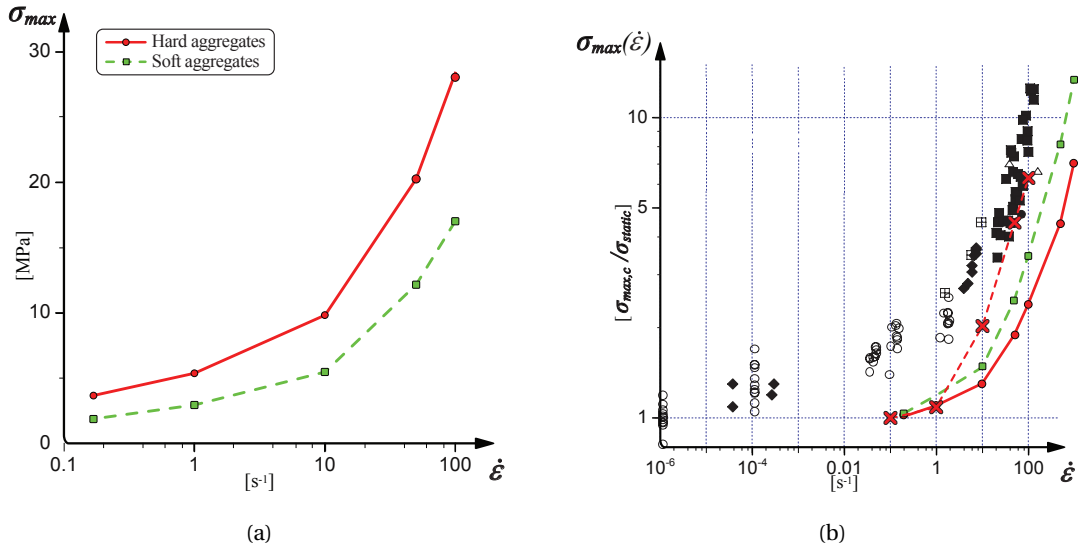 σmax
30
20
10
0
[MPa]
Hard aggregates
Soft aggregates
0.1
1
10
100
[s⁻¹]
ε̇
(a)
σmax(ε̇)
10
5
1
[σmax,c /σstatic]
10⁻⁶
10⁻⁴
0.01
1
100
[s⁻¹]
ε̇
(b)